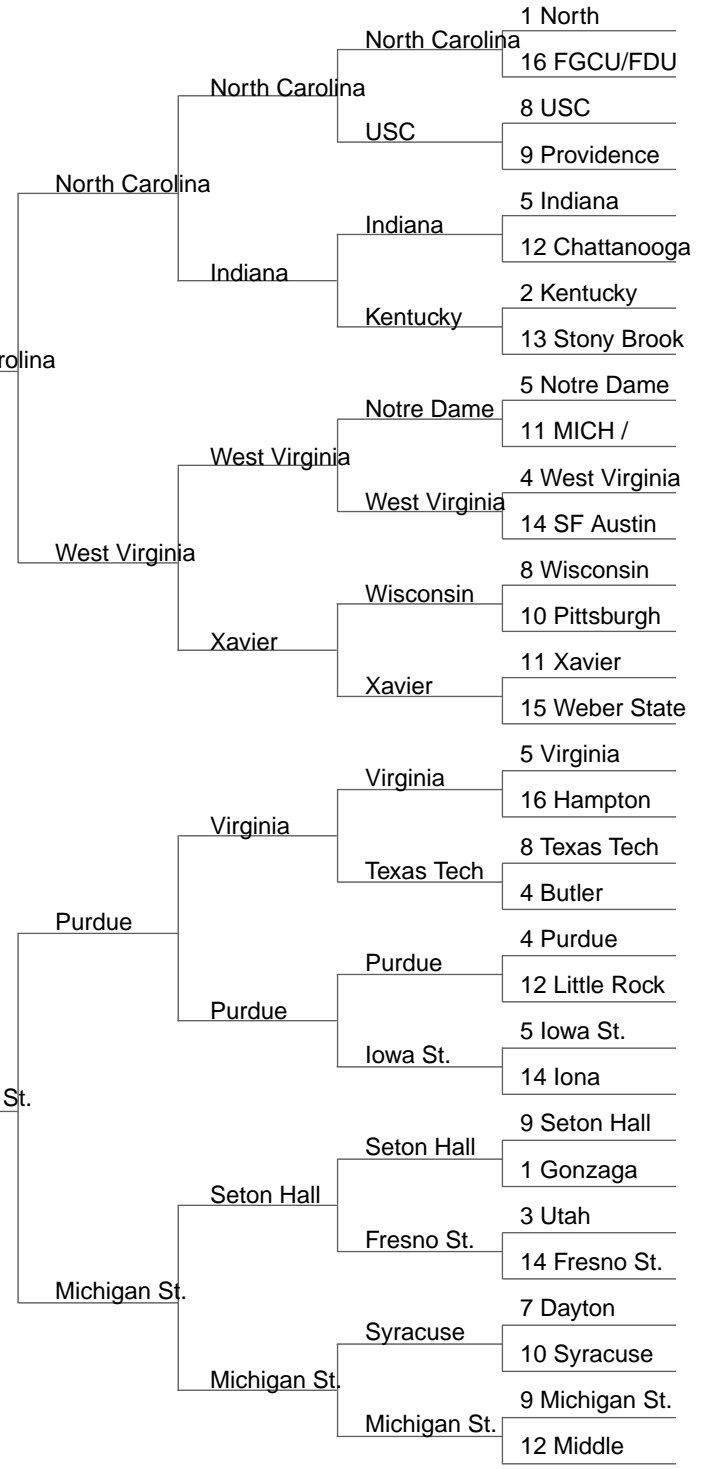 1 North
North Carolina
16 FGCU/FDU
North Carolina
8 USC
USC
9 Providence
North Carolina
5 Indiana
Indiana
12 Chattanooga
Indiana
2 Kentucky
Kentucky
13 Stony Brook
rolina
5 Notre Dame
Notre Dame
11 MICH /
West Virginia
4 West Virginia
West Virginia
14 SF Austin
West Virginia
8 Wisconsin
Wisconsin
10 Pittsburgh
Xavier
11 Xavier
Xavier
15 Weber State
5 Virginia
Virginia
16 Hampton
Virginia
8 Texas Tech
Texas Tech
4 Butler
Purdue
4 Purdue
Purdue
12 Little Rock
Purdue
5 Iowa St.
Iowa St.
14 Iona
St.
9 Seton Hall
Seton Hall
1 Gonzaga
Seton Hall
3 Utah
Fresno St.
14 Fresno St.
Michigan St.
7 Dayton
Syracuse
10 Syracuse
Michigan St.
9 Michigan St.
Michigan St.
12 Middle